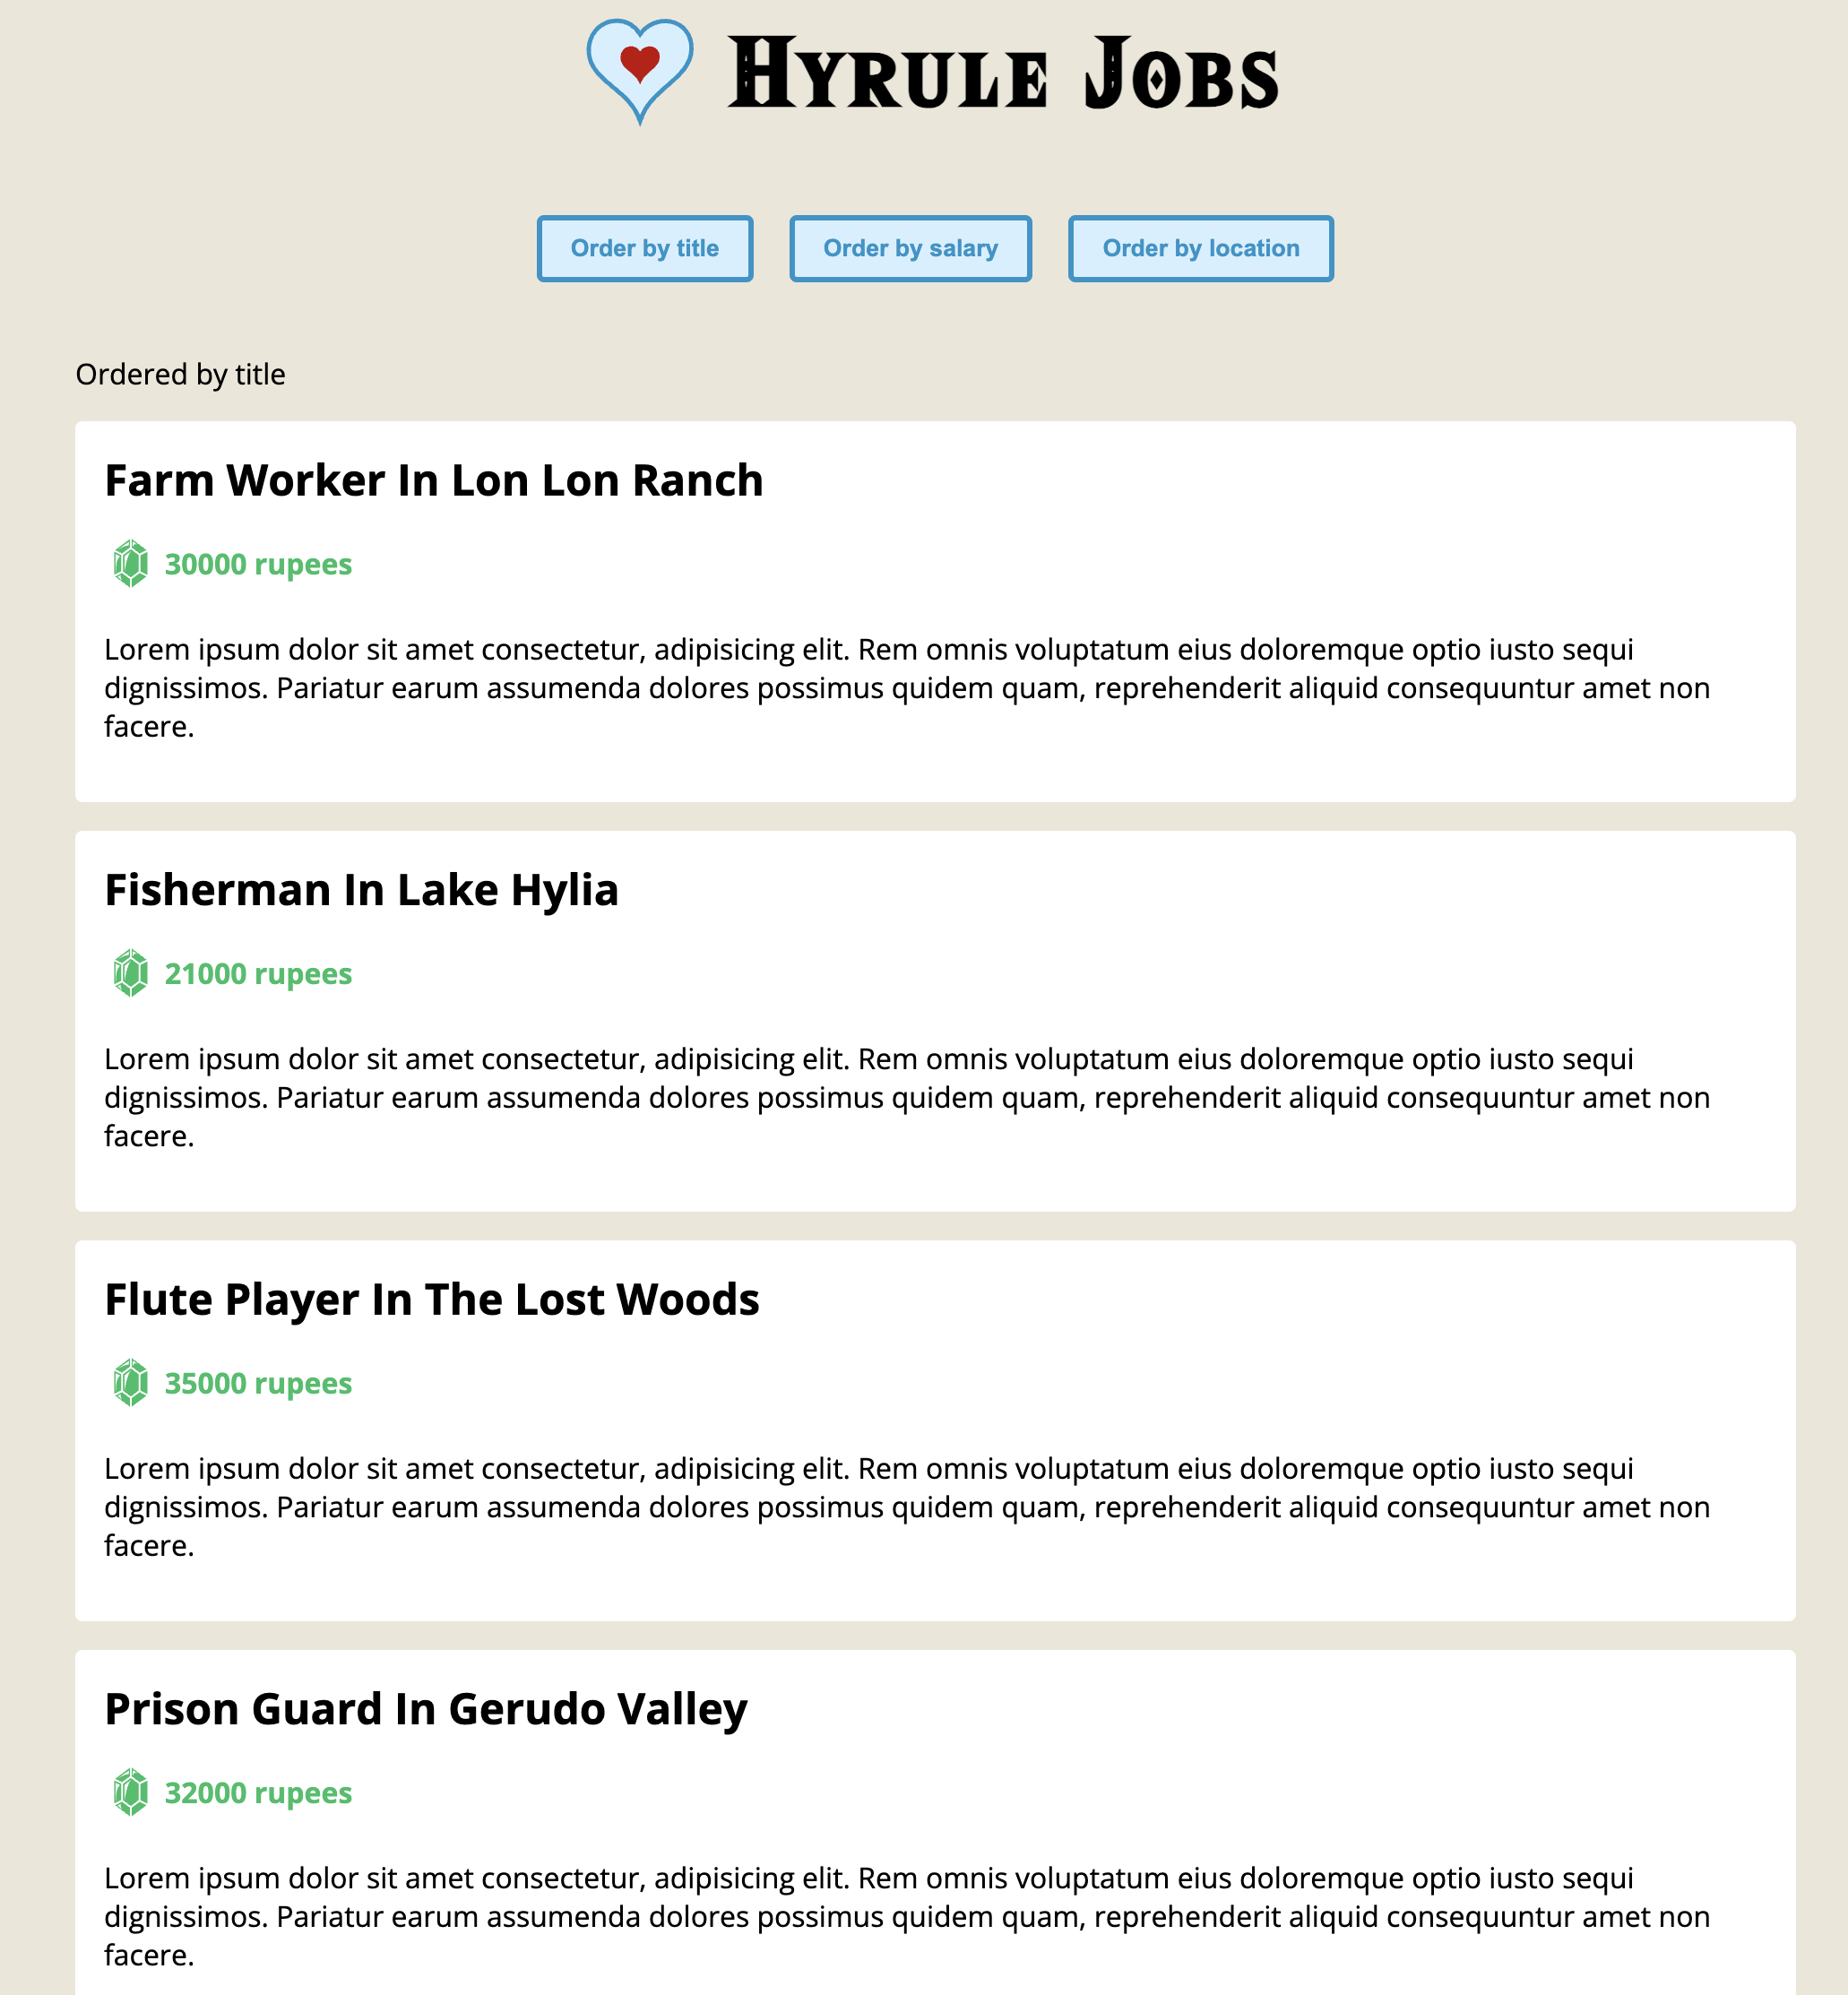 Hyrule Jobs
Order by title
Order by salary
Order by location
Ordered by title
Farm Worker In Lon Lon Ranch
30000 rupees
Lorem ipsum dolor sit amet consectetur, adipisicing elit. Rem omnis voluptatum eius doloremque optio iusto sequi
dignissimos. Pariatur earum assumenda dolores possimus quidem quam, reprehenderit aliquid consequuntur amet non
facere.
Fisherman In Lake Hylia
21000 rupees
Lorem ipsum dolor sit amet consectetur, adipisicing elit. Rem omnis voluptatum eius doloremque optio iusto sequi
dignissimos. Pariatur earum assumenda dolores possimus quidem quam, reprehenderit aliquid consequuntur amet non
facere.
Flute Player In The Lost Woods
35000 rupees
Lorem ipsum dolor sit amet consectetur, adipisicing elit. Rem omnis voluptatum eius doloremque optio iusto sequi
dignissimos. Pariatur earum assumenda dolores possimus quidem quam, reprehenderit aliquid consequuntur amet non
facere.
Prison Guard In Gerudo Valley
32000 rupees
Lorem ipsum dolor sit amet consectetur, adipisicing elit. Rem omnis voluptatum eius doloremque optio iusto sequi
dignissimos. Pariatur earum assumenda dolores possimus quidem quam, reprehenderit aliquid consequuntur amet non
facere.